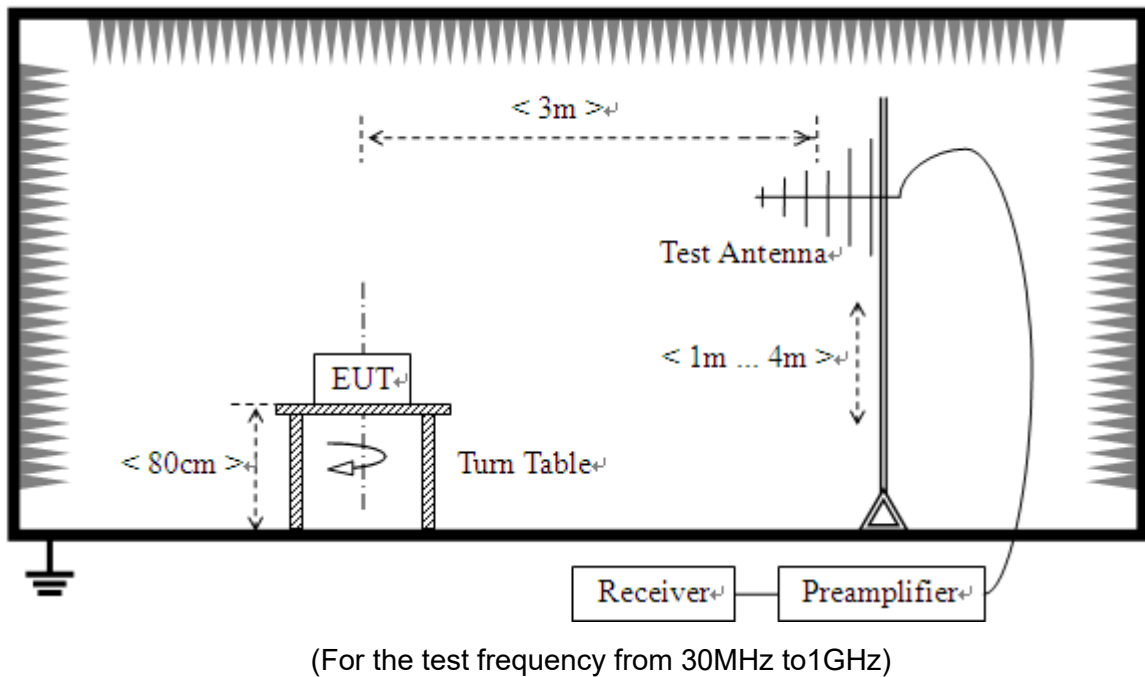 < 3m >↵
Test Antenna↵
< 1m ... 4m >↵
EUT↵
< 80cm >↵
Turn Table↵
Receiver↵
Preamplifier↵
(For the test frequency from 30MHz to1GHz)